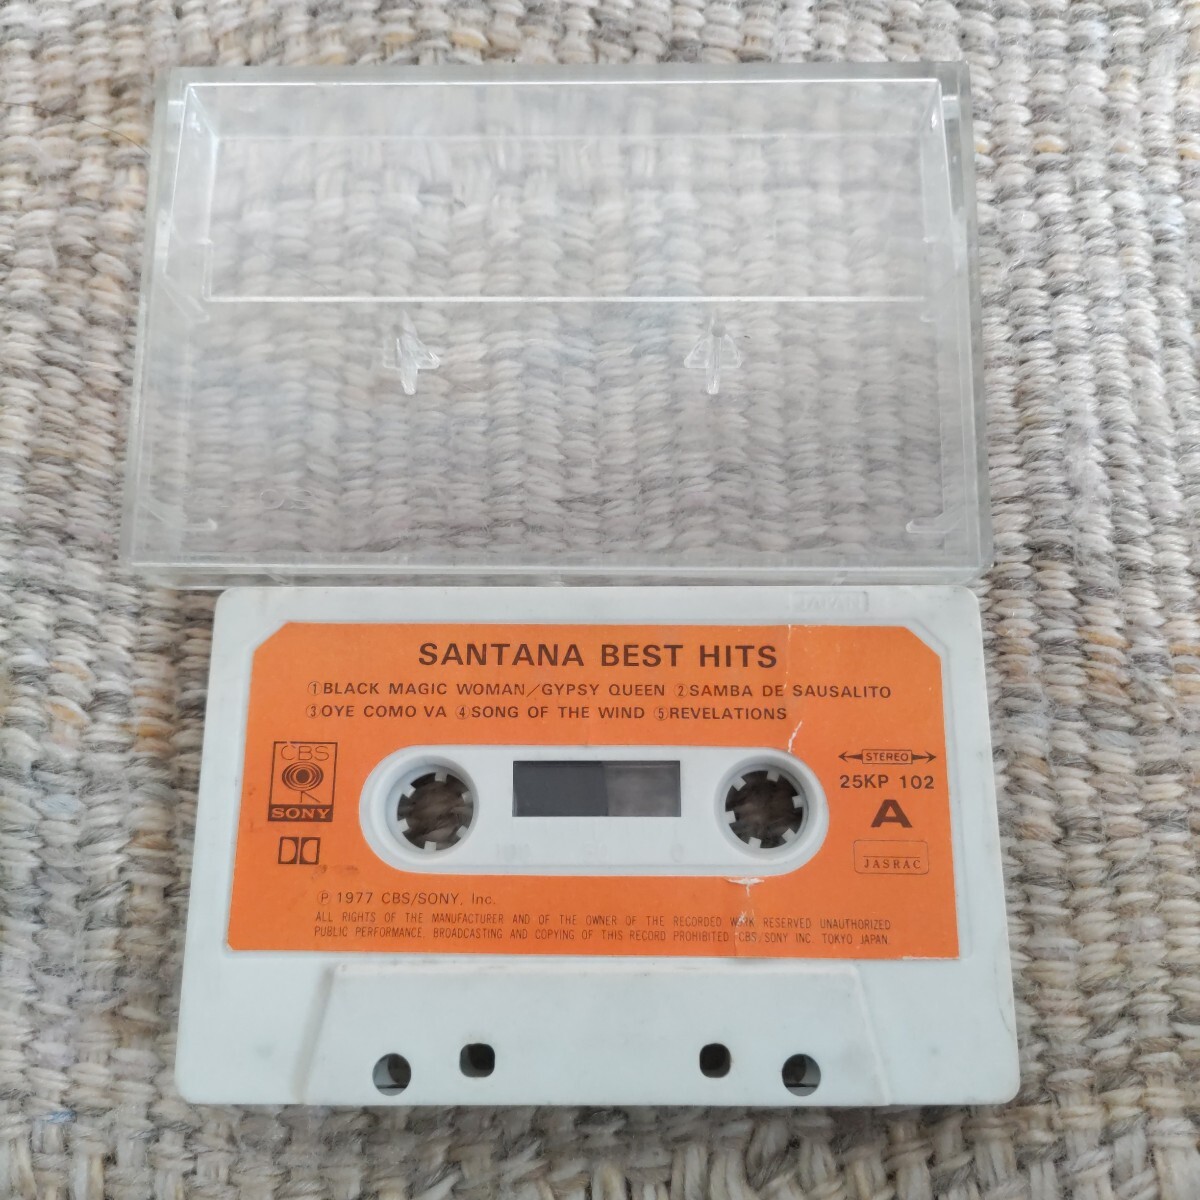 JAPAN
SANTANA BEST HITS
①BLACK MAGIC WOMAN/GYPSY QUEEN ②SAMBA DE SAUSALITO
③OYE COMO VA ④SONG OF THE WIND ⑤REVELATIONS
CBS
SONY
STEREO
25KP 102
A
JASRAC
Ⓟ 1977 CBS/SONY, Inc.
ALL RIGHTS OF THE MANUFACTURER AND OF THE OWNER OF THE RECORDED WORK RESERVED UNAUTHORIZED
PUBLIC PERFORMANCE, BROADCASTING AND COPYING OF THIS RECORD PROHIBITED CBS/SONY INC. TOKYO JAPAN.